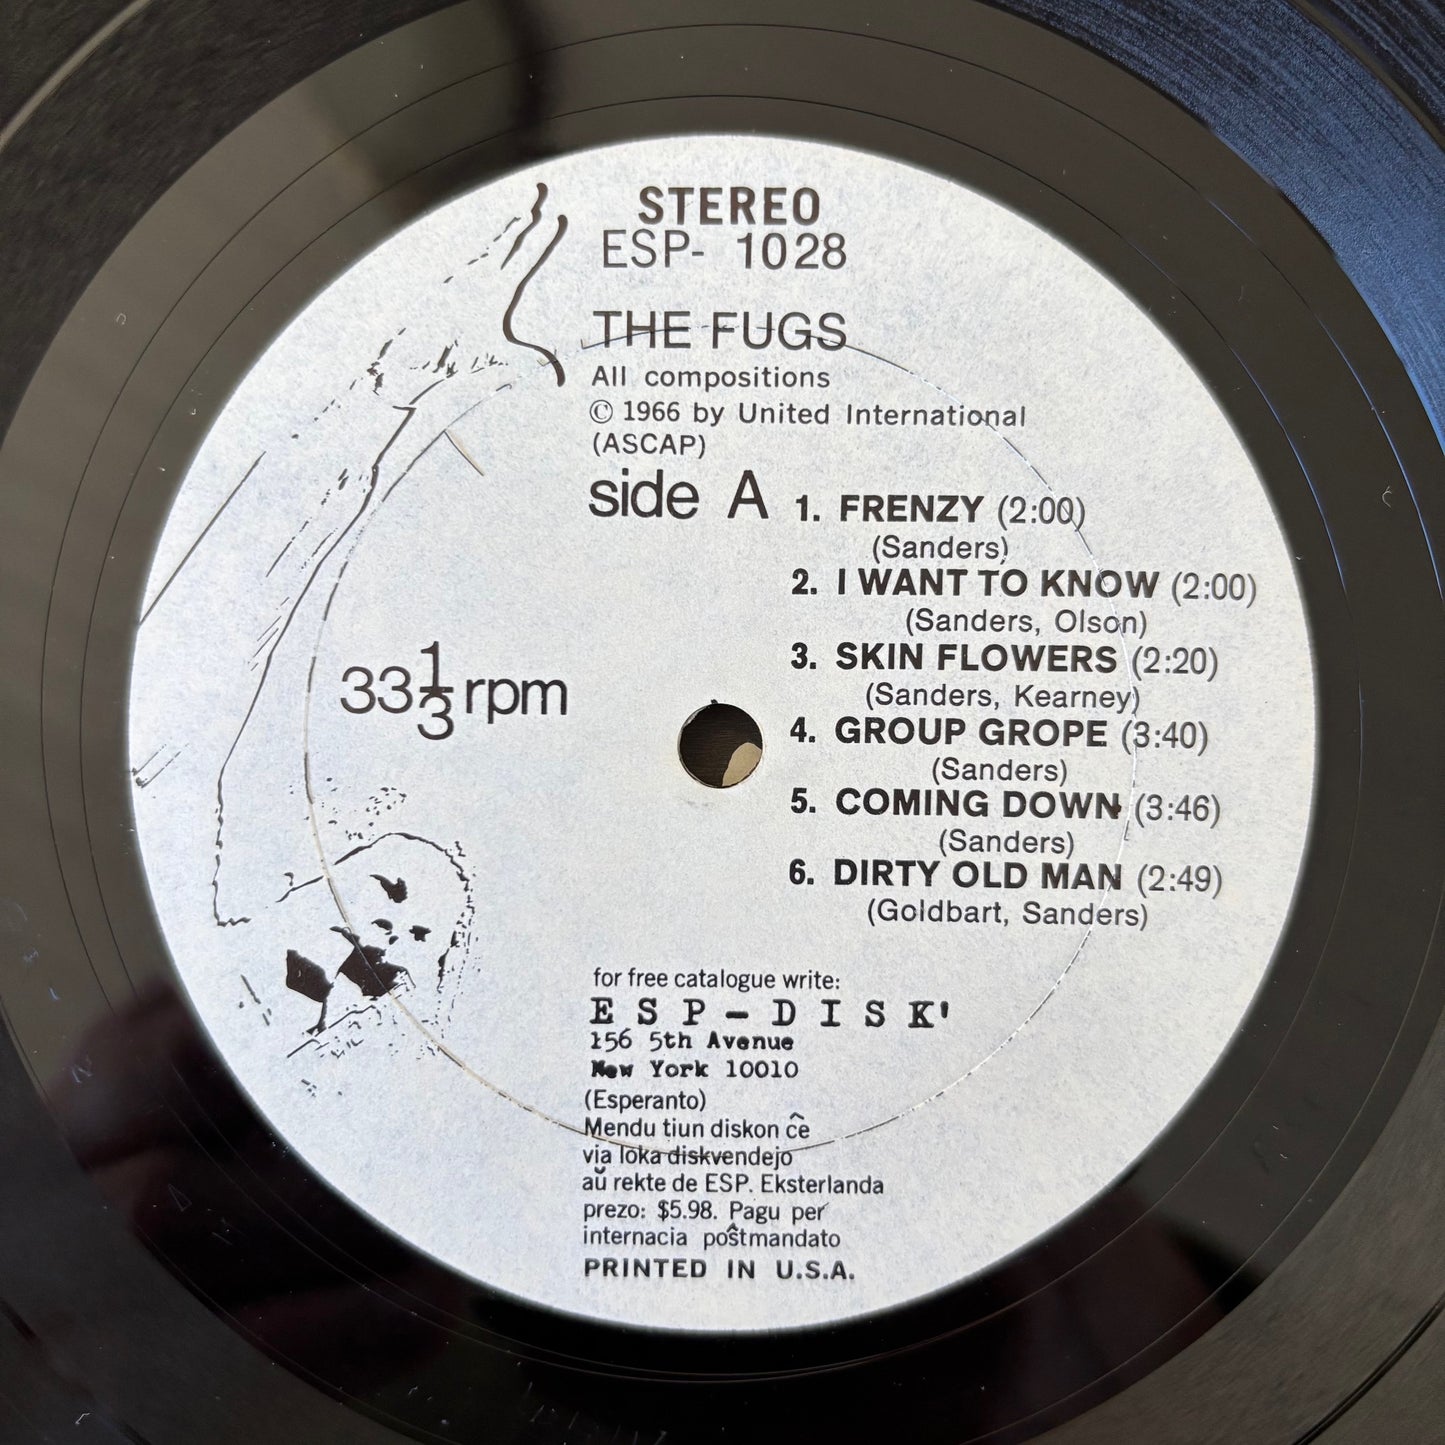 STEREO
ESP- 1028
THE FUGS
All compositions
© 1966 by United International
(ASCAP)
side A
1. FRENZY (2:00)
(Sanders)
2. I WANT TO KNOW (2:00)
(Sanders, Olson)
3. SKIN FLOWERS (2:20)
(Sanders, Kearney)
33 1/3 rpm
4. GROUP GROPE (3:40)
(Sanders)
5. COMING DOWN (3:46)
(Sanders)
6. DIRTY OLD MAN (2:49)
(Goldbart, Sanders)
for free catalogue write:
ESP-DISK'
156 5th Avenue
New York 10010
(Esperanto)
Mendu tiun diskon ĉe
via loka diskvendejo
aŭ rekte de ESP. Eksterlanda
prezo: $5.98. Pagu per
internacia poŝtmandato
PRINTED IN U.S.A.